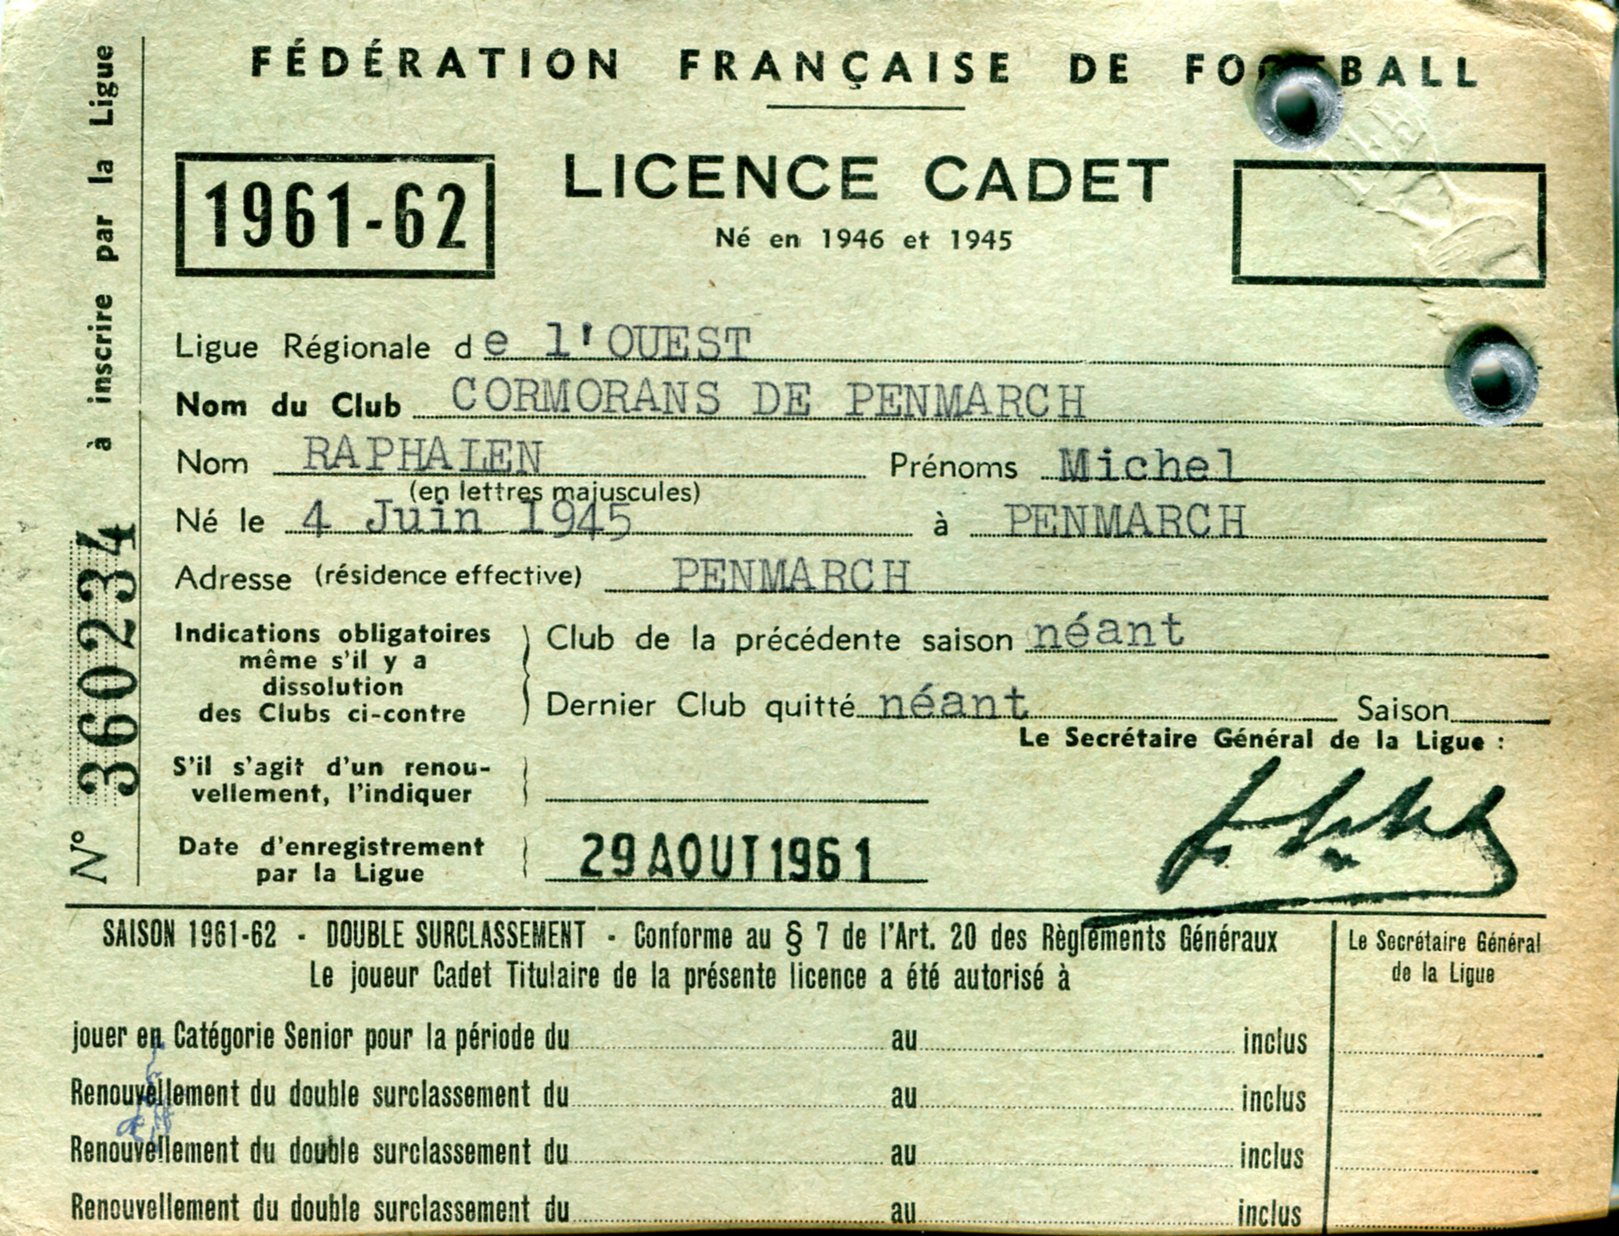 FÉDÉRATION FRANÇAISE DE FOOTBALL
1961-62
LICENCE CADET
Né en 1946 et 1945
Ligue Régionale de l'OUEST
Nom du Club CORMORANS DE PENMARCH
Nom RAPHALEN Prénoms Michel
(en lettres majuscules)
Né le 4 Juin 1945 à PENMARCH
Adresse (résidence effective) PENMARCH
Indications obligatoires
même s'il y a
dissolution
des Clubs ci-contre
Club de la précédente saison néant
Dernier Club quitté néant Saison
Le Secrétaire Général de la Ligue :
S'il s'agit d'un renou-
vellement, l'indiquer
Date d'enregistrement
par la Ligue
29 AOUT 1961
N° 360234 à inscrire par la Ligue
SAISON 1961-62 - DOUBLE SURCLASSEMENT - Conforme au § 7 de l'Art. 20 des Règlements Généraux
Le joueur Cadet Titulaire de la présente licence a été autorisé à
Le Secrétaire Général
de la Ligue
jouer en Catégorie Senior pour la période du au inclus
Renouvellement du double surclassement du au inclus
Renouvellement du double surclassement du au inclus
Renouvellement du double surclassement du au inclus